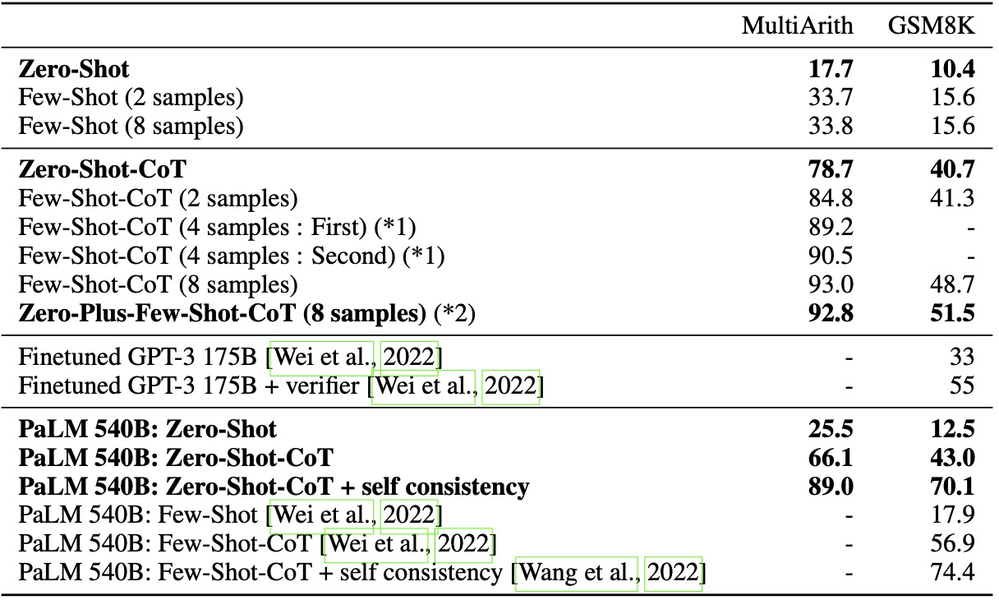 MultiArith GSM8K
Zero-Shot 17.7 10.4
Few-Shot (2 samples) 33.7 15.6
Few-Shot (8 samples) 33.8 15.6
Zero-Shot-CoT 78.7 40.7
Few-Shot-CoT (2 samples) 84.8 41.3
Few-Shot-CoT (4 samples : First) (*1) 89.2 -
Few-Shot-CoT (4 samples : Second) (*1) 90.5 -
Few-Shot-CoT (8 samples) 93.0 48.7
Zero-Plus-Few-Shot-CoT (8 samples) (*2) 92.8 51.5
Finetuned GPT-3 175B [Wei et al., 2022] - 33
Finetuned GPT-3 175B + verifier [Wei et al., 2022] - 55
PaLM 540B: Zero-Shot 25.5 12.5
PaLM 540B: Zero-Shot-CoT 66.1 43.0
PaLM 540B: Zero-Shot-CoT + self consistency 89.0 70.1
PaLM 540B: Few-Shot [Wei et al., 2022] - 17.9
PaLM 540B: Few-Shot-CoT [Wei et al., 2022] - 56.9
PaLM 540B: Few-Shot-CoT + self consistency [Wang et al., 2022] - 74.4